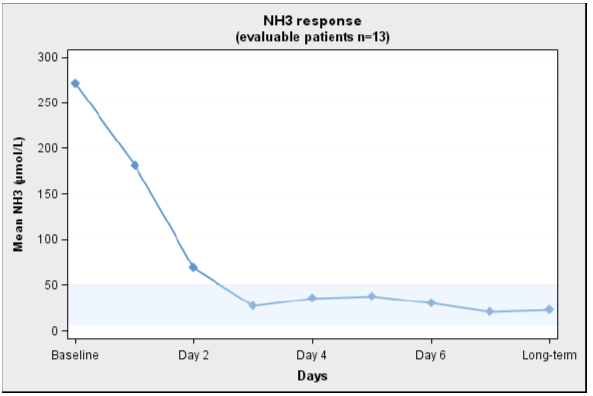 NH3 response
(evaluable patients n=13)
Mean NH3 (µmol/L)
300
250
200
150
100
50
0
Baseline Day 2 Day 4 Day 6 Long-term
Days